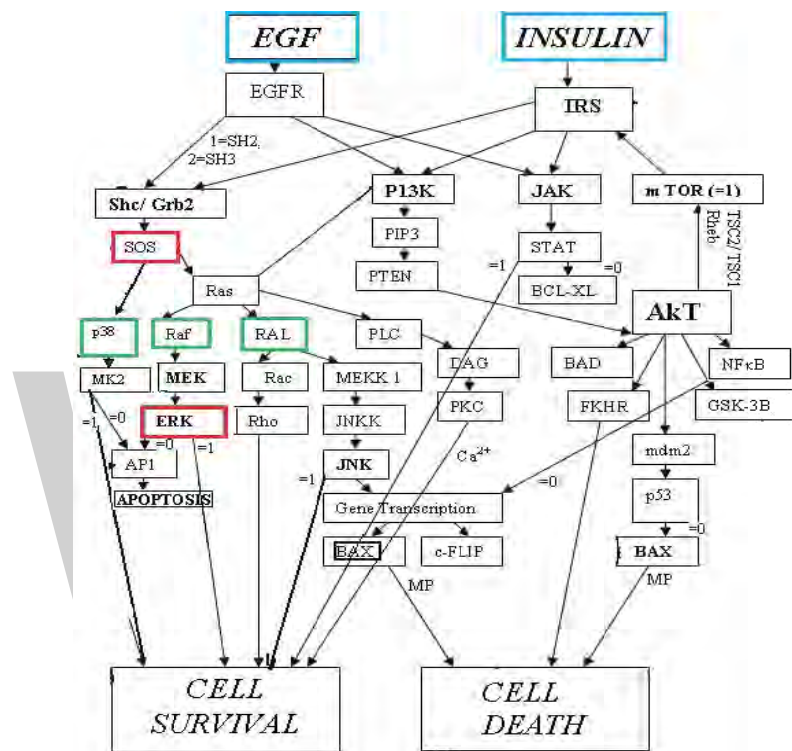 EGF
INSULIN
EGFR
IRS
1=SH2,
2=SH3
Shc/ Grb2
P13K
JAK
m TOR (=1)
SOS
PIP3
STAT
TSC2/ TSC1
Rheb
=1
=0
Ras
PTEN
BCL-XL
AkT
p38
Raf
RAL
PLC
DAG
BAD
NFκB
MK2
MEK
Rac
MEKK 1
PKC
FKHR
GSK-3B
=1
=0
ERK
Rho
JNKK
=0
=1
Ca2+
mdm2
AP1
JNK
=1
=0
p53
APOPTOSIS
Gene Transcription
=0
BAX
c-FLIP
BAX
MP
MP
CELL
SURVIVAL
CELL
DEATH